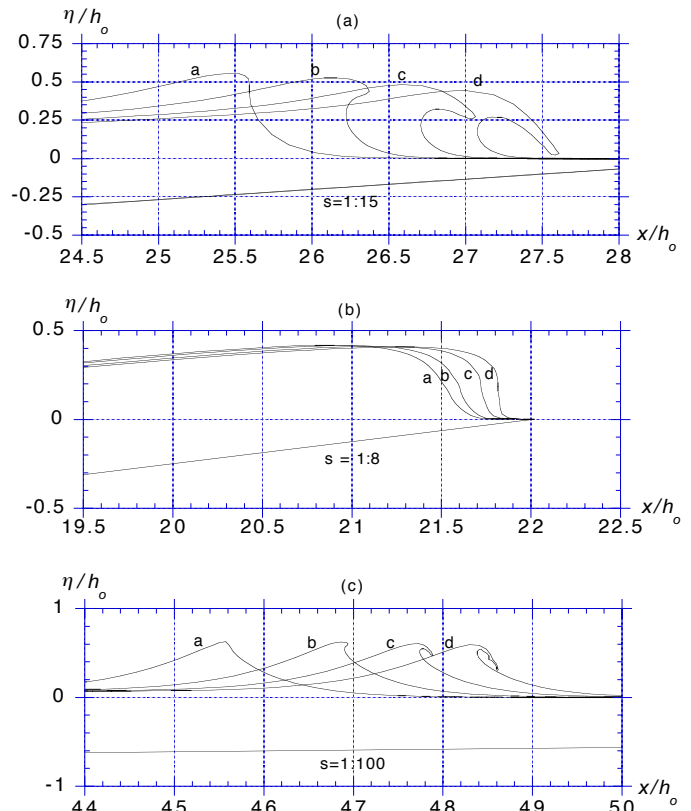 (a)
η/h_o
0.75
0.5
0.25
0
-0.25
-0.5
a b c d
s=1:15
24.5 25 25.5 26 26.5 27 27.5 28
x/h_o
(b)
η/h_o
0.5
0
-0.5
a b c d
s = 1:8
19.5 20 20.5 21 21.5 22 22.5
x/h_o
(c)
η/h_o
1
0
-1
a b c d
s=1:100
44 45 46 47 48 49 50
x/h_o